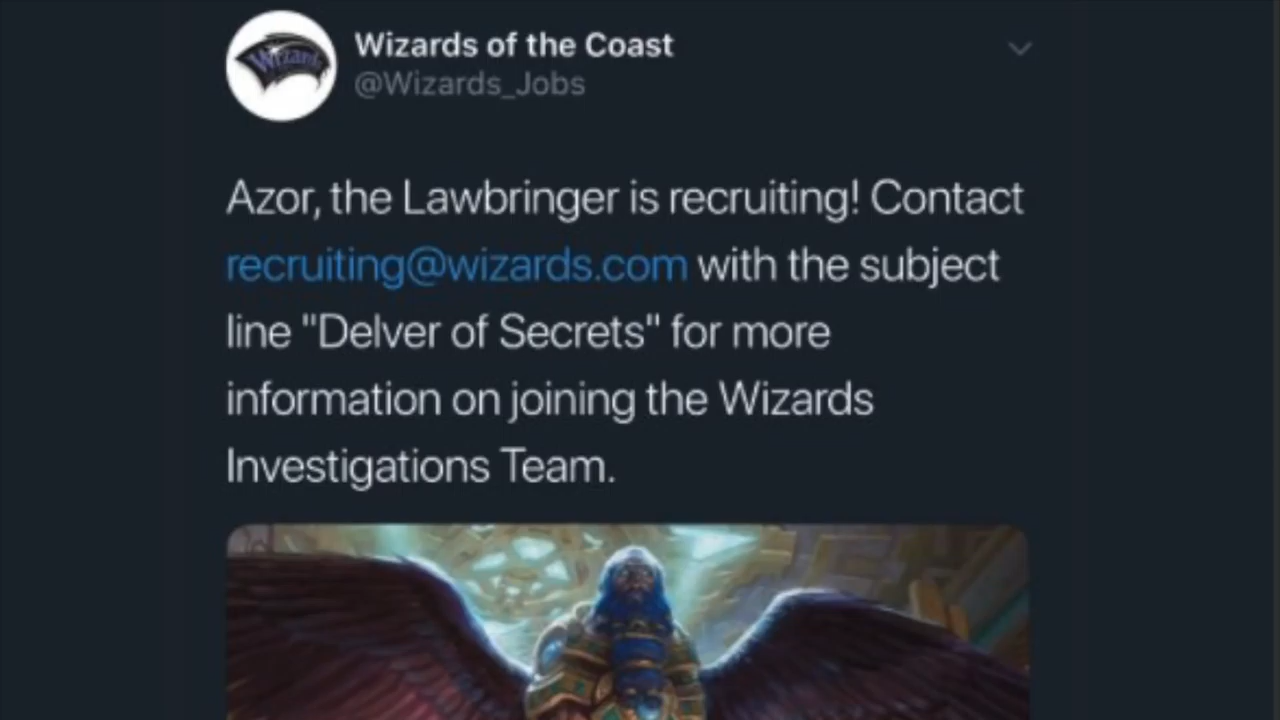 Wizards
Wizards of the Coast
@Wizards_Jobs
Azor, the Lawbringer is recruiting! Contact
recruiting@wizards.com with the subject
line "Delver of Secrets" for more
information on joining the Wizards
Investigations Team.